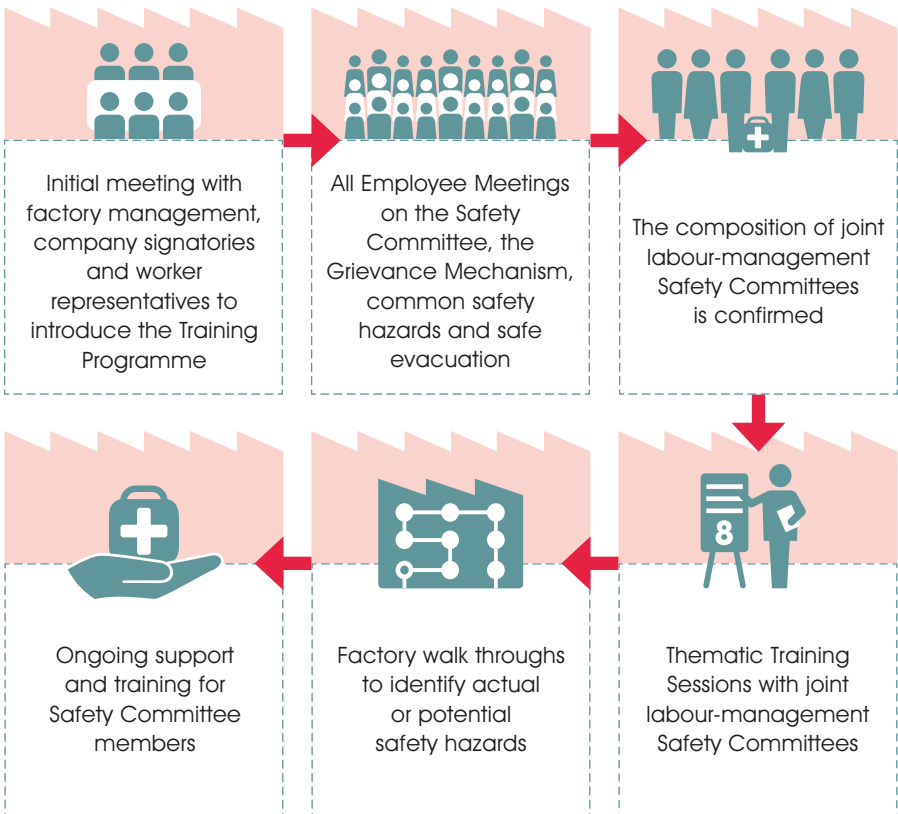 Initial meeting with
factory management,
company signatories
and worker
representatives to
introduce the Training
Programme
All Employee Meetings
on the Safety
Committee, the
Grievance Mechanism,
common safety
hazards and safe
evacuation
The composition of joint
labour-management
Safety Committees
is confirmed
8
Thematic Training
Sessions with joint
labour-management
Safety Committees
Factory walk throughs
to identify actual
or potential
safety hazards
Ongoing support
and training for
Safety Committee
members